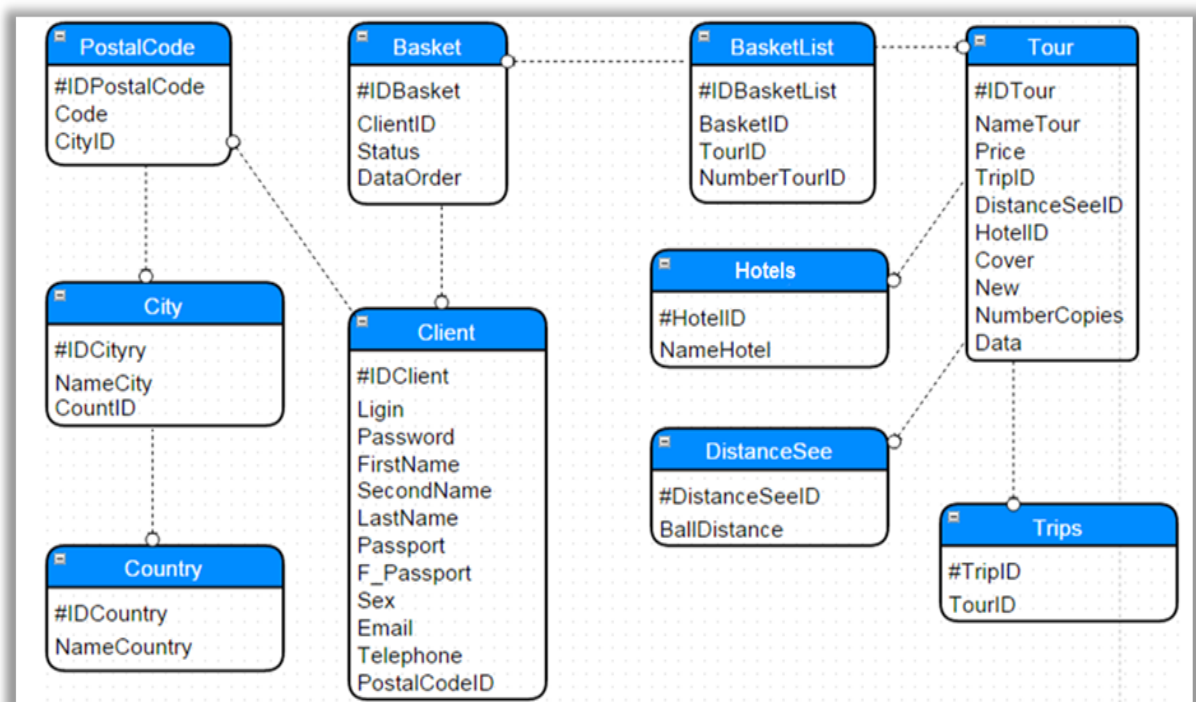 PostalCode
#IDPostalCode
Code
CityID
Basket
#IDBasket
ClientID
Status
DataOrder
BasketList
#IDBasketList
BasketID
TourID
NumberTourID
Tour
#IDTour
NameTour
Price
TripID
DistanceSeeID
HotelID
Cover
New
NumberCopies
Data
Hotels
#HotelID
NameHotel
City
#IDCityry
NameCity
CountID
Client
#IDClient
Ligin
Password
FirstName
SecondName
LastName
Passport
F_Passport
Sex
Email
Telephone
PostalCodeID
DistanceSee
#DistanceSeeID
BallDistance
Trips
#TripID
TourID
Country
#IDCountry
NameCountry